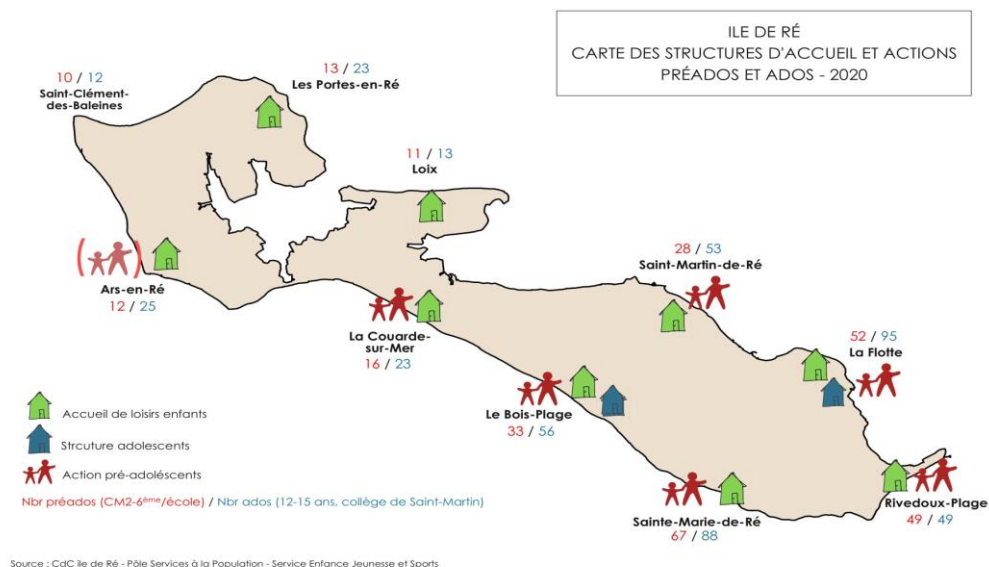 ILE DE RÉ
CARTE DES STRUCTURES D'ACCUEIL ET ACTIONS
PRÉADOS ET ADOS - 2020
10 / 12
Saint-Clément-
des-Baleines
13 / 23
Les Portes-en-Ré
11 / 13
Loix
Ars-en-Ré
12 / 25
28 / 53
Saint-Martin-de-Ré
La Couarde-
sur-Mer
16 / 23
52 / 95
La Flotte
Le Bois-Plage
33 / 56
Sainte-Marie-de-Ré
67 / 88
Rivedoux-Plage
49 / 49
Accueil de loisirs enfants
Strcuture adolescents
Action pré-adoléscents
Nbr préados (CM2-6ème/école) / Nbr ados (12-15 ans, collège de Saint-Martin)
Source : CdC ile de Ré - Pôle Services à la Population - Service Enfance Jeunesse et Sports